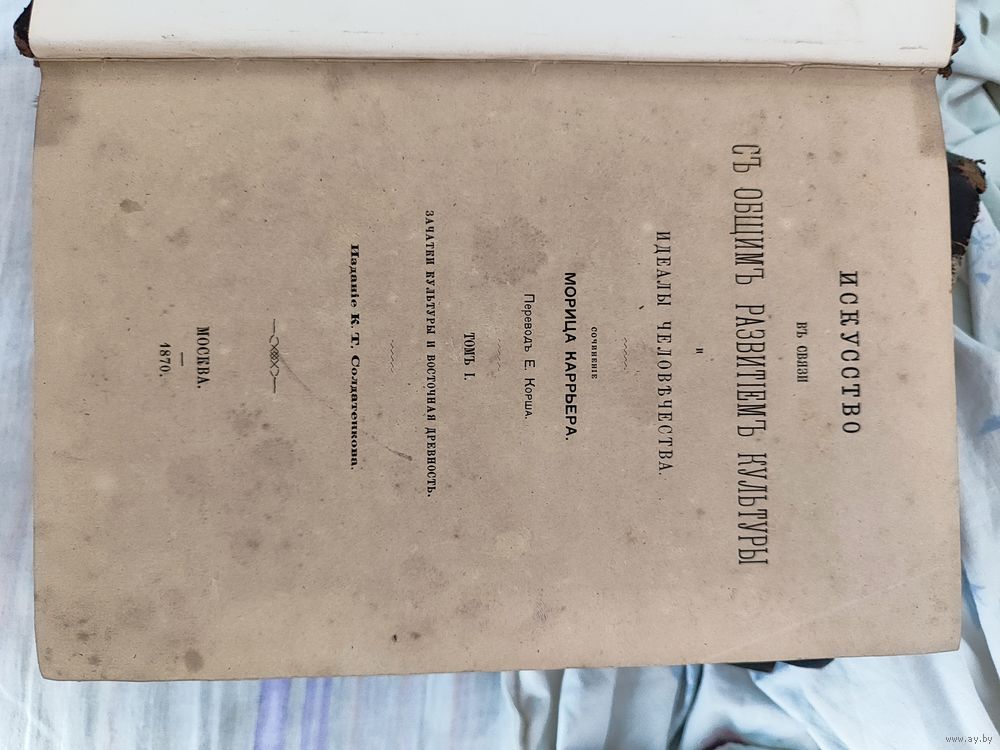 ИСКУССТВО
ВЪ СВЯЗИ
СЪ ОБЩИМЪ РАЗВИТІЕМЪ КУЛЬТУРЫ
И
ИДЕАЛЫ ЧЕЛОВѢЧЕСТВА.
СОЧИНЕНІЕ
МОРИЦА КАРРЬЕРА.
Переводъ Е. Корша.
ТОМЪ I.
ЗАЧАТКИ КУЛЬТУРЫ И ВОСТОЧНАЯ ДРЕВНОСТЬ.
Изданіе К. Т. Солдатенкова.
МОСКВА.
1870.
www.ay.by